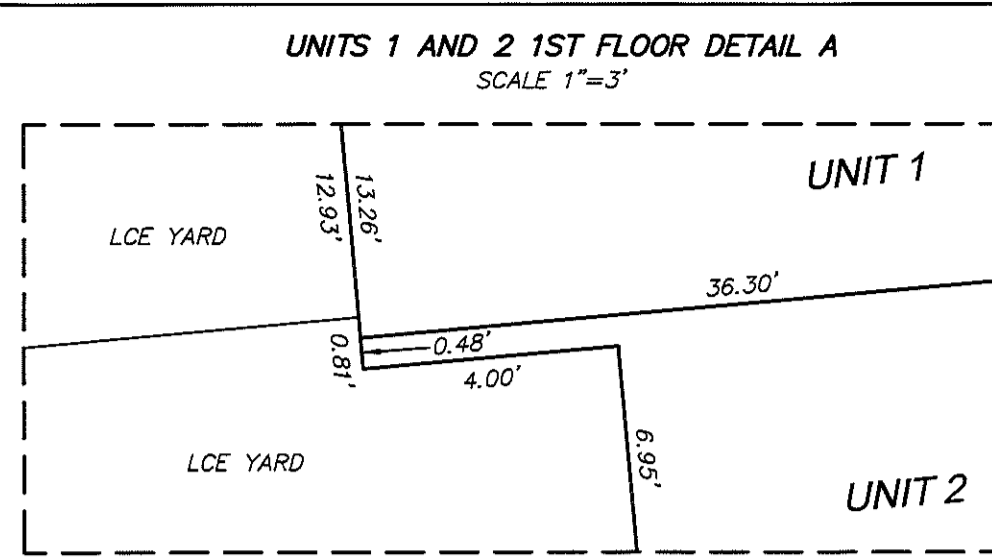 UNITS 1 AND 2 1ST FLOOR DETAIL A
SCALE 1"=3'
UNIT 1
13.26'
12.93'
LCE YARD
36.30'
0.48'
0.81'
4.00'
6.95'
LCE YARD
UNIT 2